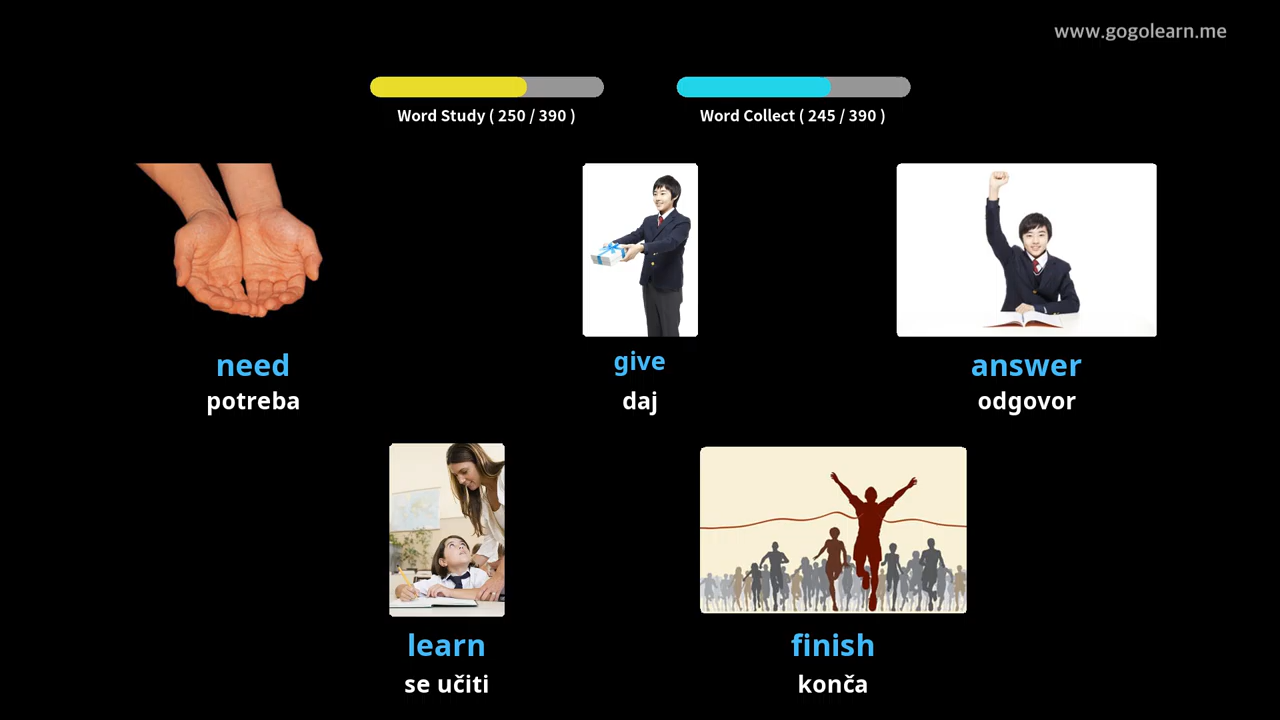 www.gogolearn.me
Word Study ( 250 / 390 )
Word Collect ( 245 / 390 )
need
potreba
give
daj
answer
odgovor
learn
se učiti
finish
konča